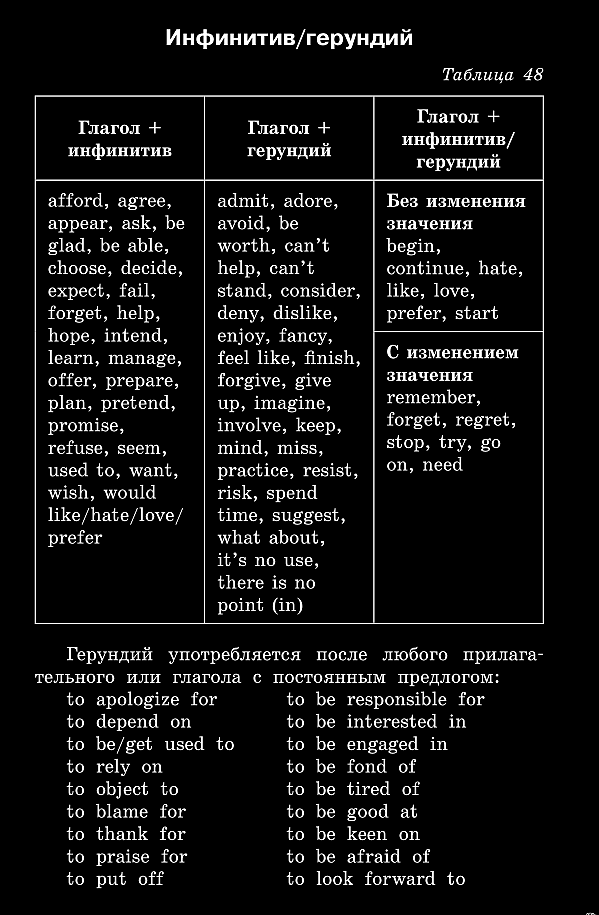 Инфинитив/герундий
Таблица 48
Глагол +
инфинитив
Глагол +
герундий
Глагол +
инфинитив/
герундий
afford, agree,
appear, ask, be
glad, be able,
choose, decide,
expect, fail,
forget, help,
hope, intend,
learn, manage,
offer, prepare,
plan, pretend,
promise,
refuse, seem,
used to, want,
wish, would
like/hate/love/
prefer
admit, adore,
avoid, be
worth, can't
help, can't
stand, consider,
deny, dislike,
enjoy, fancy,
feel like, finish,
forgive, give
up, imagine,
involve, keep,
mind, miss,
practice, resist,
risk, spend
time, suggest,
what about,
it's no use,
there is no
point (in)
Без изменения
значения
begin,
continue, hate,
like, love,
prefer, start
С изменением
значения
remember,
forget, regret,
stop, try, go
on, need
Герундий употребляется после любого прилага-
тельного или глагола с постоянным предлогом:
to apologize for
to depend on
to be/get used to
to rely on
to object to
to blame for
to thank for
to praise for
to put off
to be responsible for
to be interested in
to be engaged in
to be fond of
to be tired of
to be good at
to be keen on
to be afraid of
to look forward to